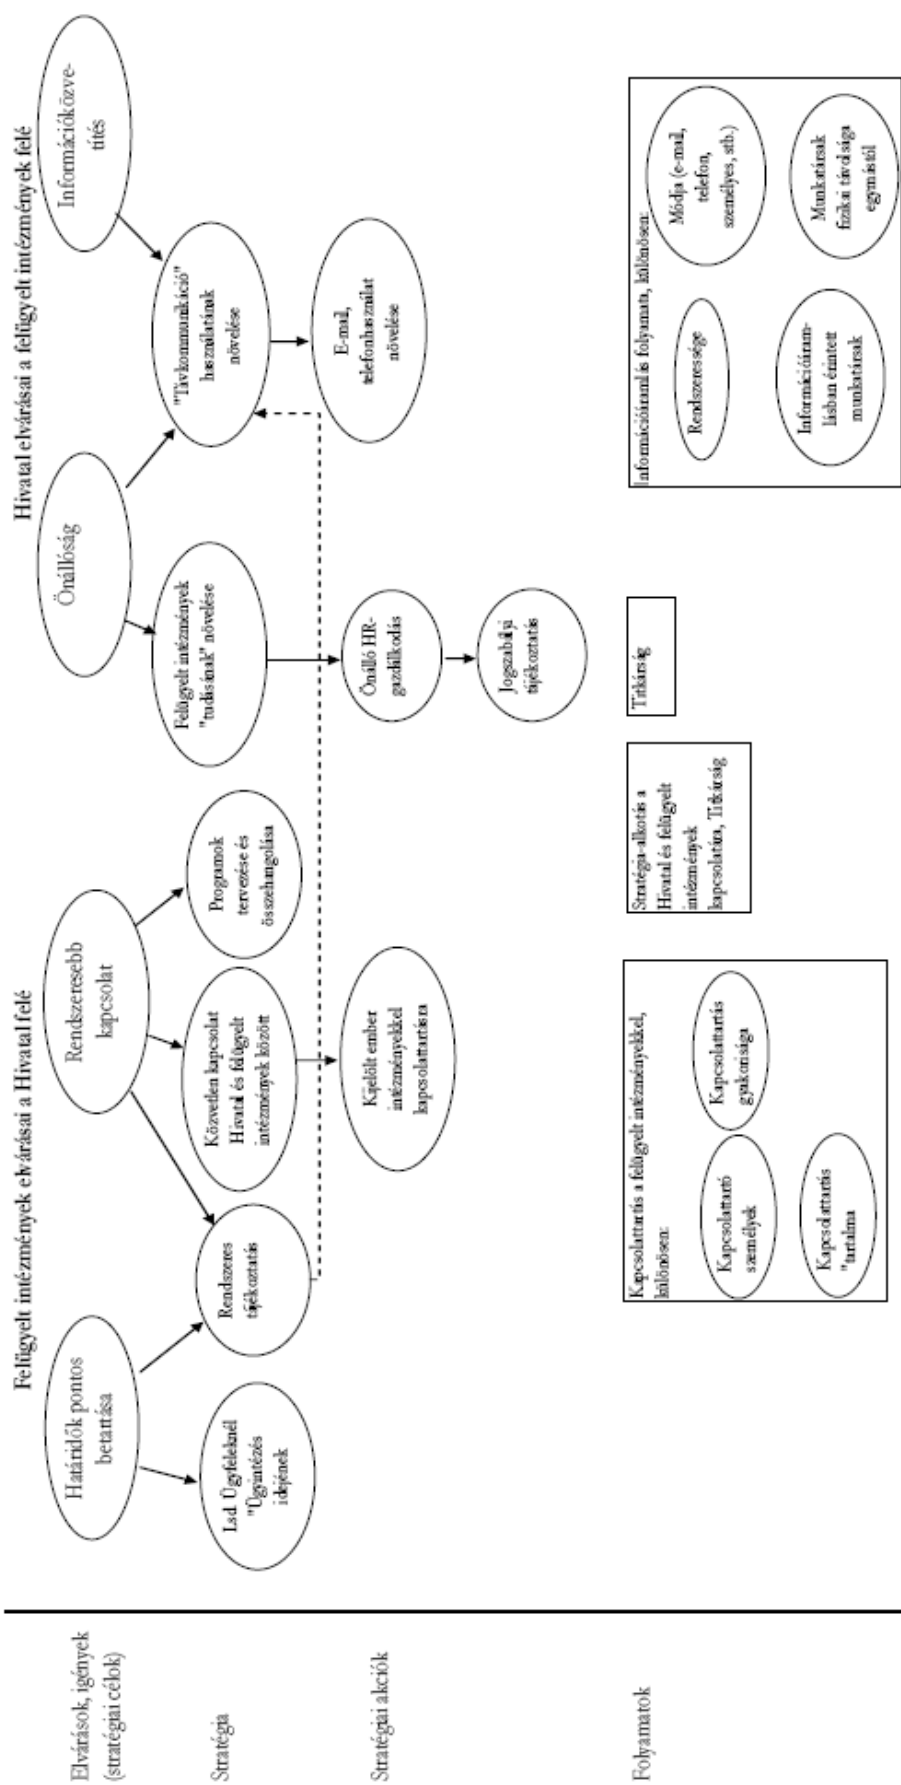 Felügyelt intézmények elvárásai a Hivatal felé
Hivatal elvárásai a felügyelt intézmények felé
Elvárások, igények
(stratégiai célok)
Határidők pontos
betartása
Rendszeresebb
kapcsolat
Önállóság
Információközve-
títés
Stratégia
Lsd. Ügyfeleknél
"Ügyintézés
idejének
Rendszeres
tájékoztatás
Közvetlen kapcsolat
Hivatal és felügyelt
intézmények között
Programok
tervezése és
összehangolása
Felügyelt intézmények
"tudásának" növelése
"Távkommunikáció"
használatának
növelése
Stratégiai akciók
Kijelölt ember
intézményekkel
kapcsolattartásra
Önálló HR-
gazdálkodás
E-mail,
telefonhasználat
növelése
Jogszabályi
tájékoztatás
Folyamatok
Kapcsolattartás a felügyelt intézményekkel,
különösen:
Kapcsolattartó
személyek
Kapcsolattartás
gyakorisága
Kapcsolattartás
"tartalma
Stratégia-alkotás a
Hivatal és felügyelt
intézmények
kapcsolatára, Titkárság
Titkárság
Információáramlás folyamata, különösen:
Rendszeressége
Módja (e-mail,
telefon,
személyes, stb.)
Információáram-
lásban érintett
munkatársak
Munkatársak
fizikai távolsága
egymástól